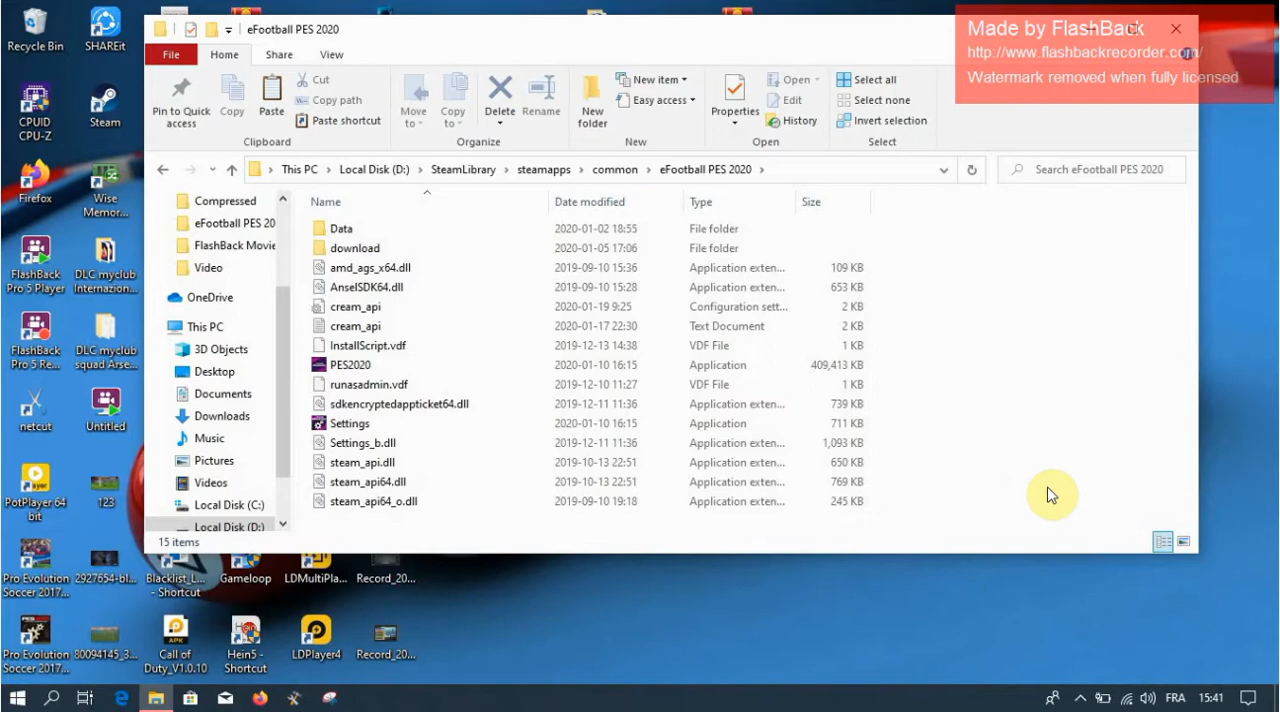 Recycle Bin
SHAREit
CPUID CPU-Z
Steam
Firefox
Wise Memor...
FlashBack Pro 5 Player
DLC myclub Internazion...
FlashBack Pro 5 Re...
DLC myclub squad Arse...
netcut
Untitled
PotPlayer 64 bit
123
Pro Evolution Soccer 2017...
2927654+bl...
Blacklist_L... - Shortcut
Gameloop
LDMultiPla...
Record_20...
Pro Evolution Soccer 2017...
80094145_3...
Call of Duty_V1.0.10
Hein5 - Shortcut
LDPlayer4
Record_20...
eFootball PES 2020
Made by FlashBack
http://www.flashbackrecorder.com/
Watermark removed when fully licensed
File
Home
Share
View
Pin to Quick access
Copy
Paste
Cut
Copy path
Paste shortcut
Clipboard
Move to
Copy to
Delete
Rename
Organize
New folder
New item
Easy access
New
Properties
Open
Edit
History
Open
Select all
Select none
Invert selection
Select
This PC › Local Disk (D:) › SteamLibrary › steamapps › common › eFootball PES 2020 ›
Search eFootball PES 2020
Compressed
eFootball PES 20
FlashBack Movie
Video
OneDrive
This PC
3D Objects
Desktop
Documents
Downloads
Music
Pictures
Videos
Local Disk (C:)
Local Disk (D:)
Name Date modified Type Size
Data 2020-01-02 18:55 File folder
download 2020-01-05 17:06 File folder
amd_ags_x64.dll 2019-09-10 15:36 Application exten... 109 KB
AnselSDK64.dll 2019-09-10 15:28 Application exten... 653 KB
cream_api 2020-01-19 9:25 Configuration sett... 2 KB
cream_api 2020-01-17 22:30 Text Document 2 KB
InstallScript.vdf 2019-12-13 14:38 VDF File 1 KB
PES2020 2020-01-10 16:15 Application 409,413 KB
runasadmin.vdf 2019-12-10 11:27 VDF File 1 KB
sdkencryptedappticket64.dll 2019-12-11 11:36 Application exten... 739 KB
Settings 2020-01-10 16:15 Application 711 KB
Settings_b.dll 2019-12-11 11:36 Application exten... 1,093 KB
steam_api.dll 2019-10-13 22:51 Application exten... 650 KB
steam_api64.dll 2019-10-13 22:51 Application exten... 769 KB
steam_api64_o.dll 2019-09-10 19:18 Application exten... 245 KB
15 items
FRA
15:41